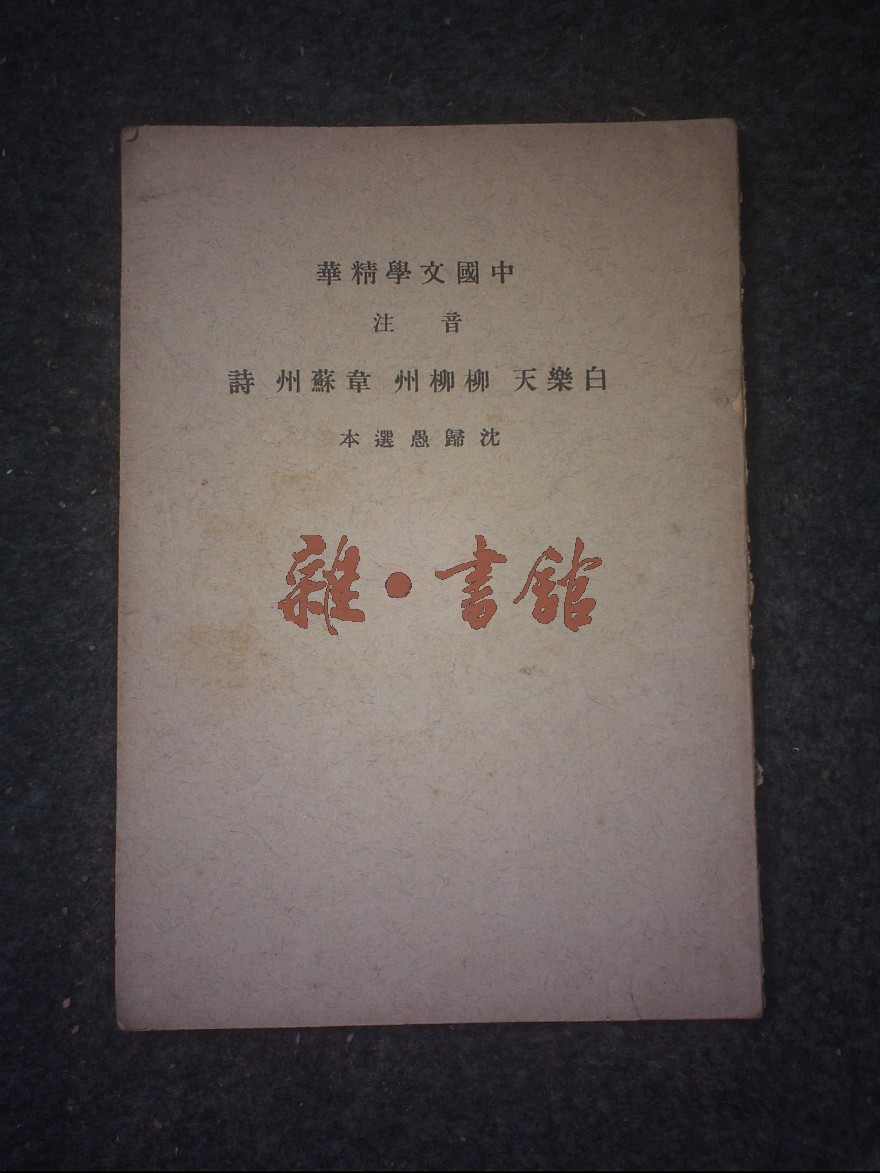 中國文學精華
音注
白樂天 柳柳州 韋蘇州 詩
沈歸愚選本
雜·書館